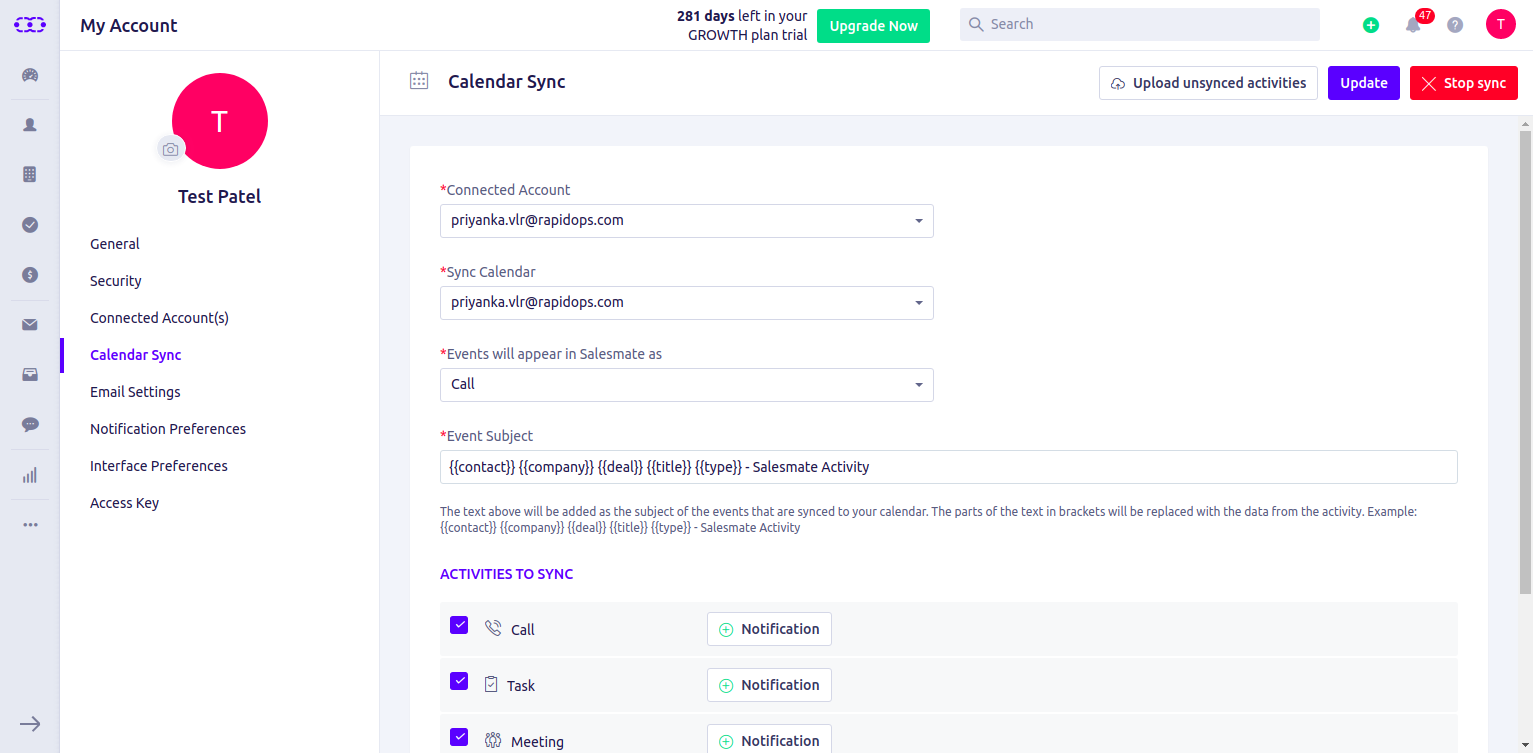 My Account
281 days left in your
GROWTH plan trial
Upgrade Now
Search
47
?
T
T
Test Patel
General
Security
Connected Account(s)
Calendar Sync
Email Settings
Notification Preferences
Interface Preferences
Access Key
Calendar Sync
Upload unsynced activities
Update
Stop sync
*Connected Account
priyanka.vlr@rapidops.com
*Sync Calendar
priyanka.vlr@rapidops.com
*Events will appear in Salesmate as
Call
*Event Subject
{{contact}} {{company}} {{deal}} {{title}} {{type}} - Salesmate Activity
The text above will be added as the subject of the events that are synced to your calendar. The parts of the text in brackets will be replaced with the data from the activity. Example:
{{contact}} {{company}} {{deal}} {{title}} {{type}} - Salesmate Activity
ACTIVITIES TO SYNC
Call
Notification
Task
Notification
Meeting
Notification